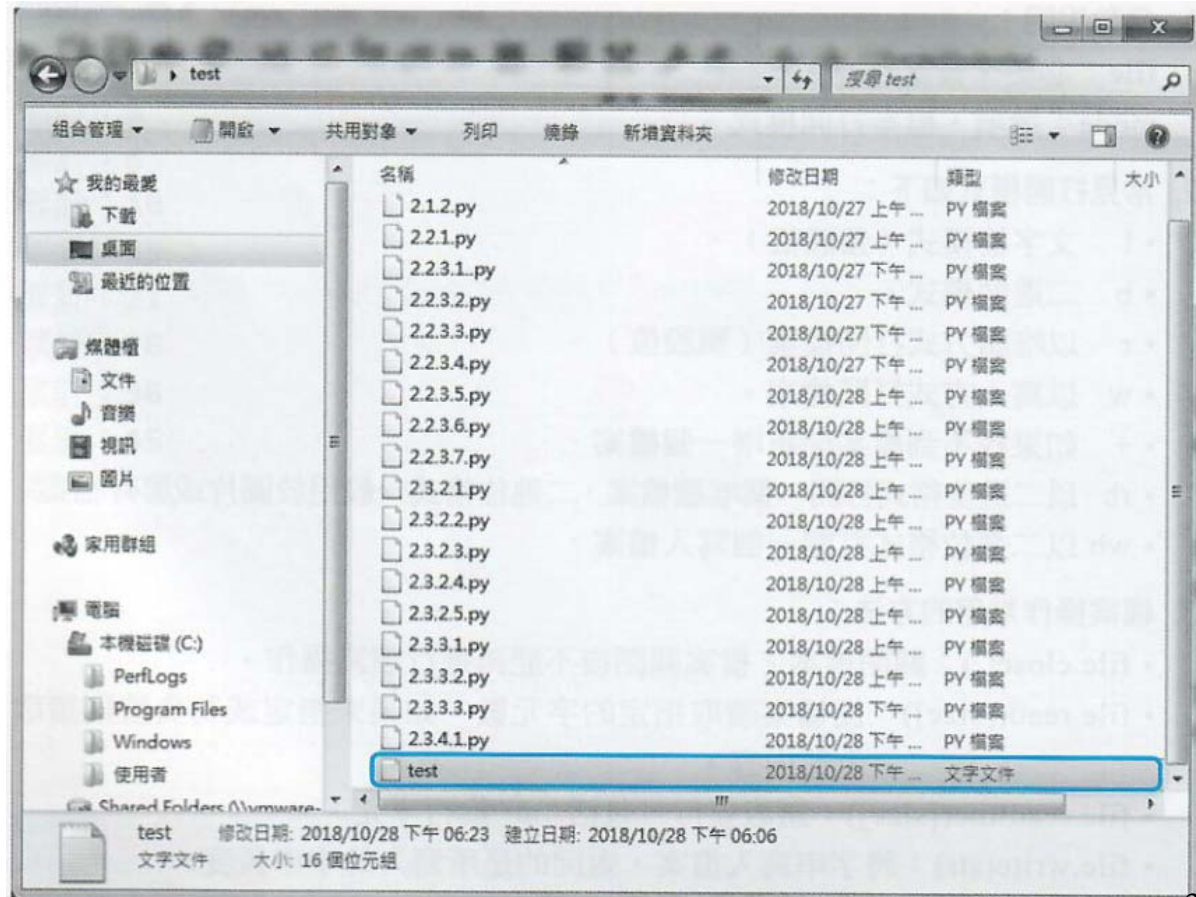 test
搜尋 test
組合管理 開啟 共用對象 列印 燒錄 新增資料夾
我的最愛
下載
桌面
最近的位置
媒體櫃
文件
音樂
視訊
圖片
家用群組
電腦
本機磁碟 (C:)
PerfLogs
Program Files
Windows
使用者
Shared Folders (\\vmware-
名稱 修改日期 類型 大小
2.1.2.py 2018/10/27 上午 ... PY 檔案
2.2.1.py 2018/10/27 上午 ... PY 檔案
2.2.3.1..py 2018/10/27 下午 ... PY 檔案
2.2.3.2.py 2018/10/27 下午 ... PY 檔案
2.2.3.3.py 2018/10/27 下午 ... PY 檔案
2.2.3.4.py 2018/10/27 下午 ... PY 檔案
2.2.3.5.py 2018/10/28 上午 ... PY 檔案
2.2.3.6.py 2018/10/28 上午 ... PY 檔案
2.2.3.7.py 2018/10/28 上午 ... PY 檔案
2.3.2.1.py 2018/10/28 上午 ... PY 檔案
2.3.2.2.py 2018/10/28 上午 ... PY 檔案
2.3.2.3.py 2018/10/28 上午 ... PY 檔案
2.3.2.4.py 2018/10/28 上午 ... PY 檔案
2.3.2.5.py 2018/10/28 下午 ... PY 檔案
2.3.3.1.py 2018/10/28 上午 ... PY 檔案
2.3.3.2.py 2018/10/28 下午 ... PY 檔案
2.3.3.3.py 2018/10/28 下午 ... PY 檔案
2.3.4.1.py 2018/10/28 下午 ... PY 檔案
test 2018/10/28 下午 ... 文字文件
test 修改日期: 2018/10/28 下午 06:23 建立日期: 2018/10/28 下午 06:06
文字文件 大小: 16 個位元組